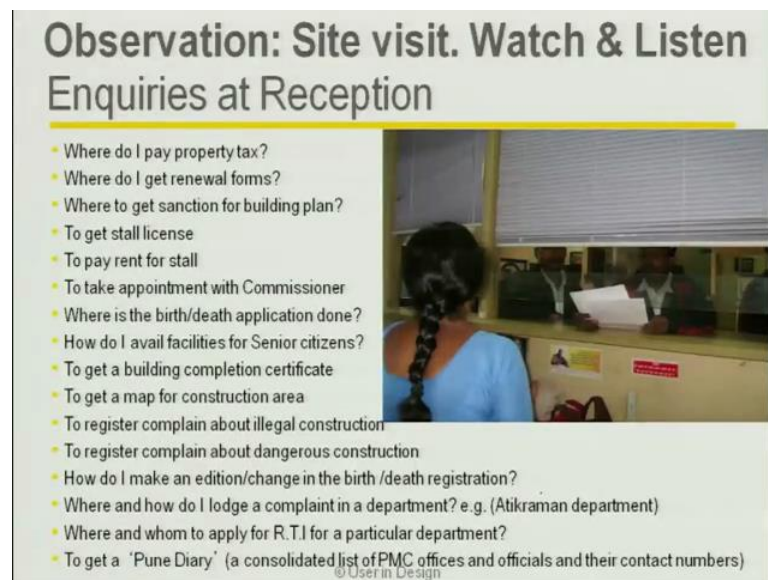 Observation: Site visit. Watch & Listen
Enquiries at Reception
Where do I pay property tax?
Where do I get renewal forms?
Where to get sanction for building plan?
To get stall license
To pay rent for stall
To take appointment with Commissioner
Where is the birth/death application done?
How do I avail facilities for Senior citizens?
To get a building completion certificate
To get a map for construction area
To register complain about illegal construction
To register complain about dangerous construction
How do I make an edition/change in the birth /death registration?
Where and how do I lodge a complaint in a department? e.g. (Atikraman department)
Where and whom to apply for R.T.I for a particular department?
To get a ‘Pune Diary’ (a consolidated list of PMC offices and officials and their contact numbers)
© User in Design